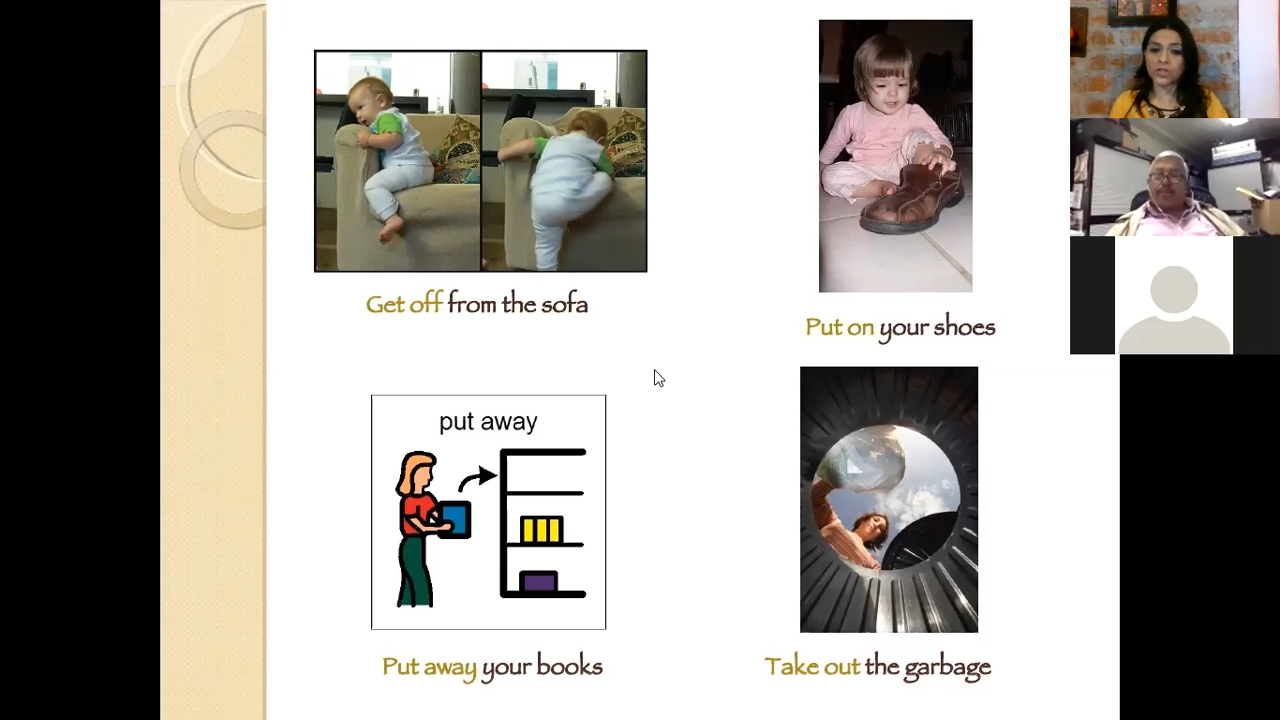 Get off from the sofa
Put on your shoes
put away
Put away your books
Take out the garbage